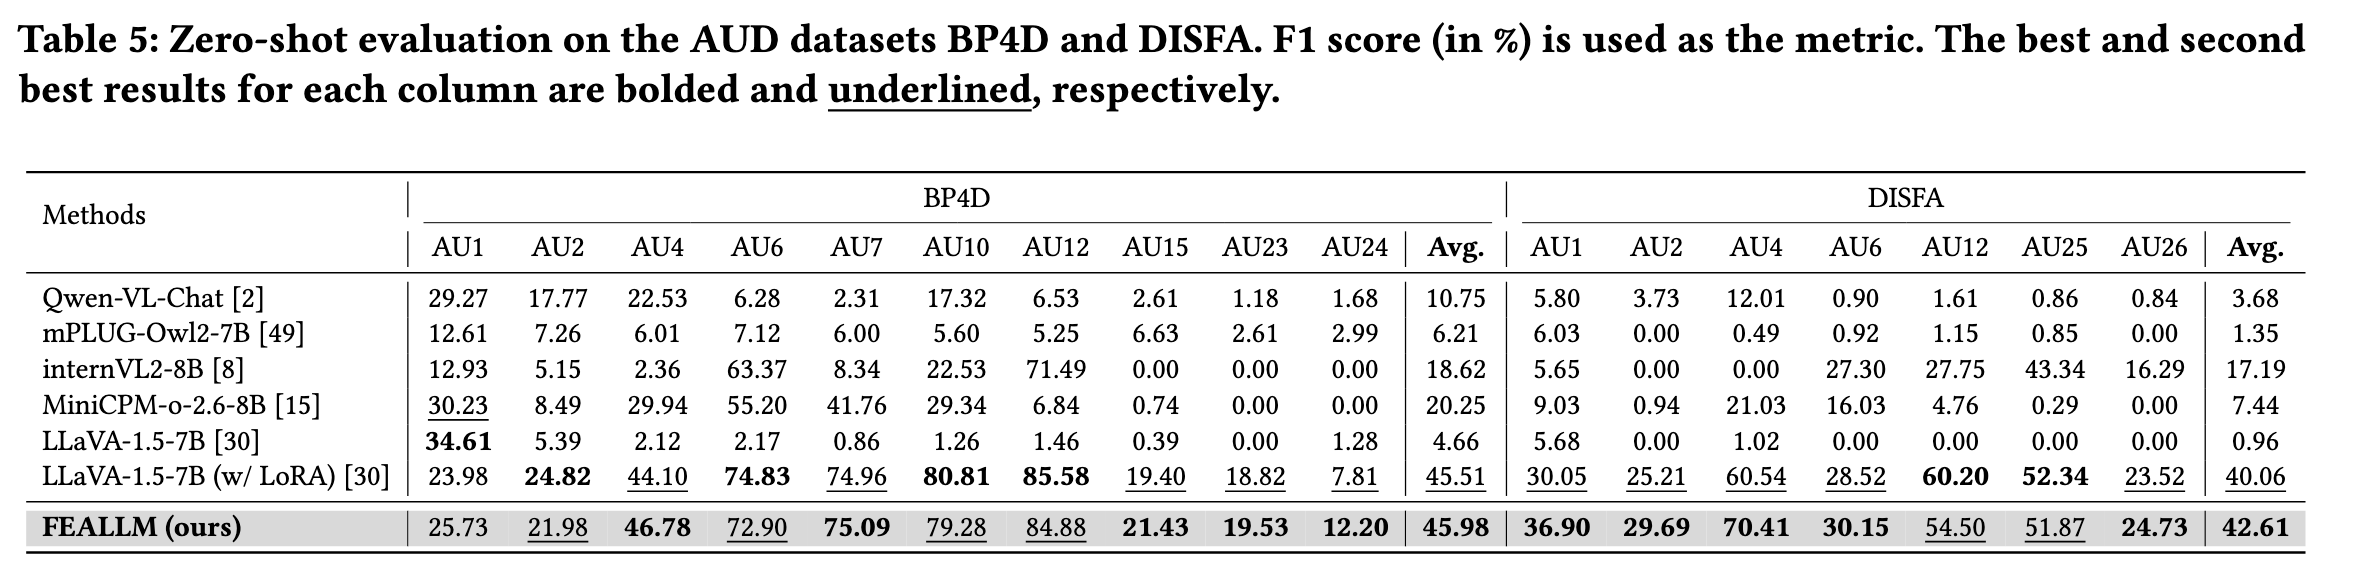 Table 5: Zero-shot evaluation on the AUD datasets BP4D and DISFA. F1 score (in %) is used as the metric. The best and second
best results for each column are bolded and underlined, respectively.
Methods BP4D DISFA
AU1 AU2 AU4 AU6 AU7 AU10 AU12 AU15 AU23 AU24 Avg. AU1 AU2 AU4 AU6 AU12 AU25 AU26 Avg.
Qwen-VL-Chat [2] 29.27 17.77 22.53 6.28 2.31 17.32 6.53 2.61 1.18 1.68 10.75 5.80 3.73 12.01 0.90 1.61 0.86 0.84 3.68
mPLUG-Owl2-7B [49] 12.61 7.26 6.01 7.12 6.00 5.60 5.25 6.63 2.61 2.99 6.21 6.03 0.00 0.49 0.92 1.15 0.85 0.00 1.35
internVL2-8B [8] 12.93 5.15 2.36 63.37 8.34 22.53 71.49 0.00 0.00 0.00 18.62 5.65 0.00 0.00 27.30 27.75 43.34 16.29 17.19
MiniCPM-o-2.6-8B [15] 30.23 8.49 29.94 55.20 41.76 29.34 6.84 0.74 0.00 0.00 20.25 9.03 0.94 21.03 16.03 4.76 0.29 0.00 7.44
LLaVA-1.5-7B [30] 34.61 5.39 2.12 2.17 0.86 1.26 1.46 0.39 0.00 1.28 4.66 5.68 0.00 1.02 0.00 0.00 0.00 0.00 0.96
LLaVA-1.5-7B (w/ LoRA) [30] 23.98 24.82 44.10 74.83 74.96 80.81 85.58 19.40 18.82 7.81 45.51 30.05 25.21 60.54 28.52 60.20 52.34 23.52 40.06
FEALLM (ours) 25.73 21.98 46.78 72.90 75.09 79.28 84.88 21.43 19.53 12.20 45.98 36.90 29.69 70.41 30.15 54.50 51.87 24.73 42.61